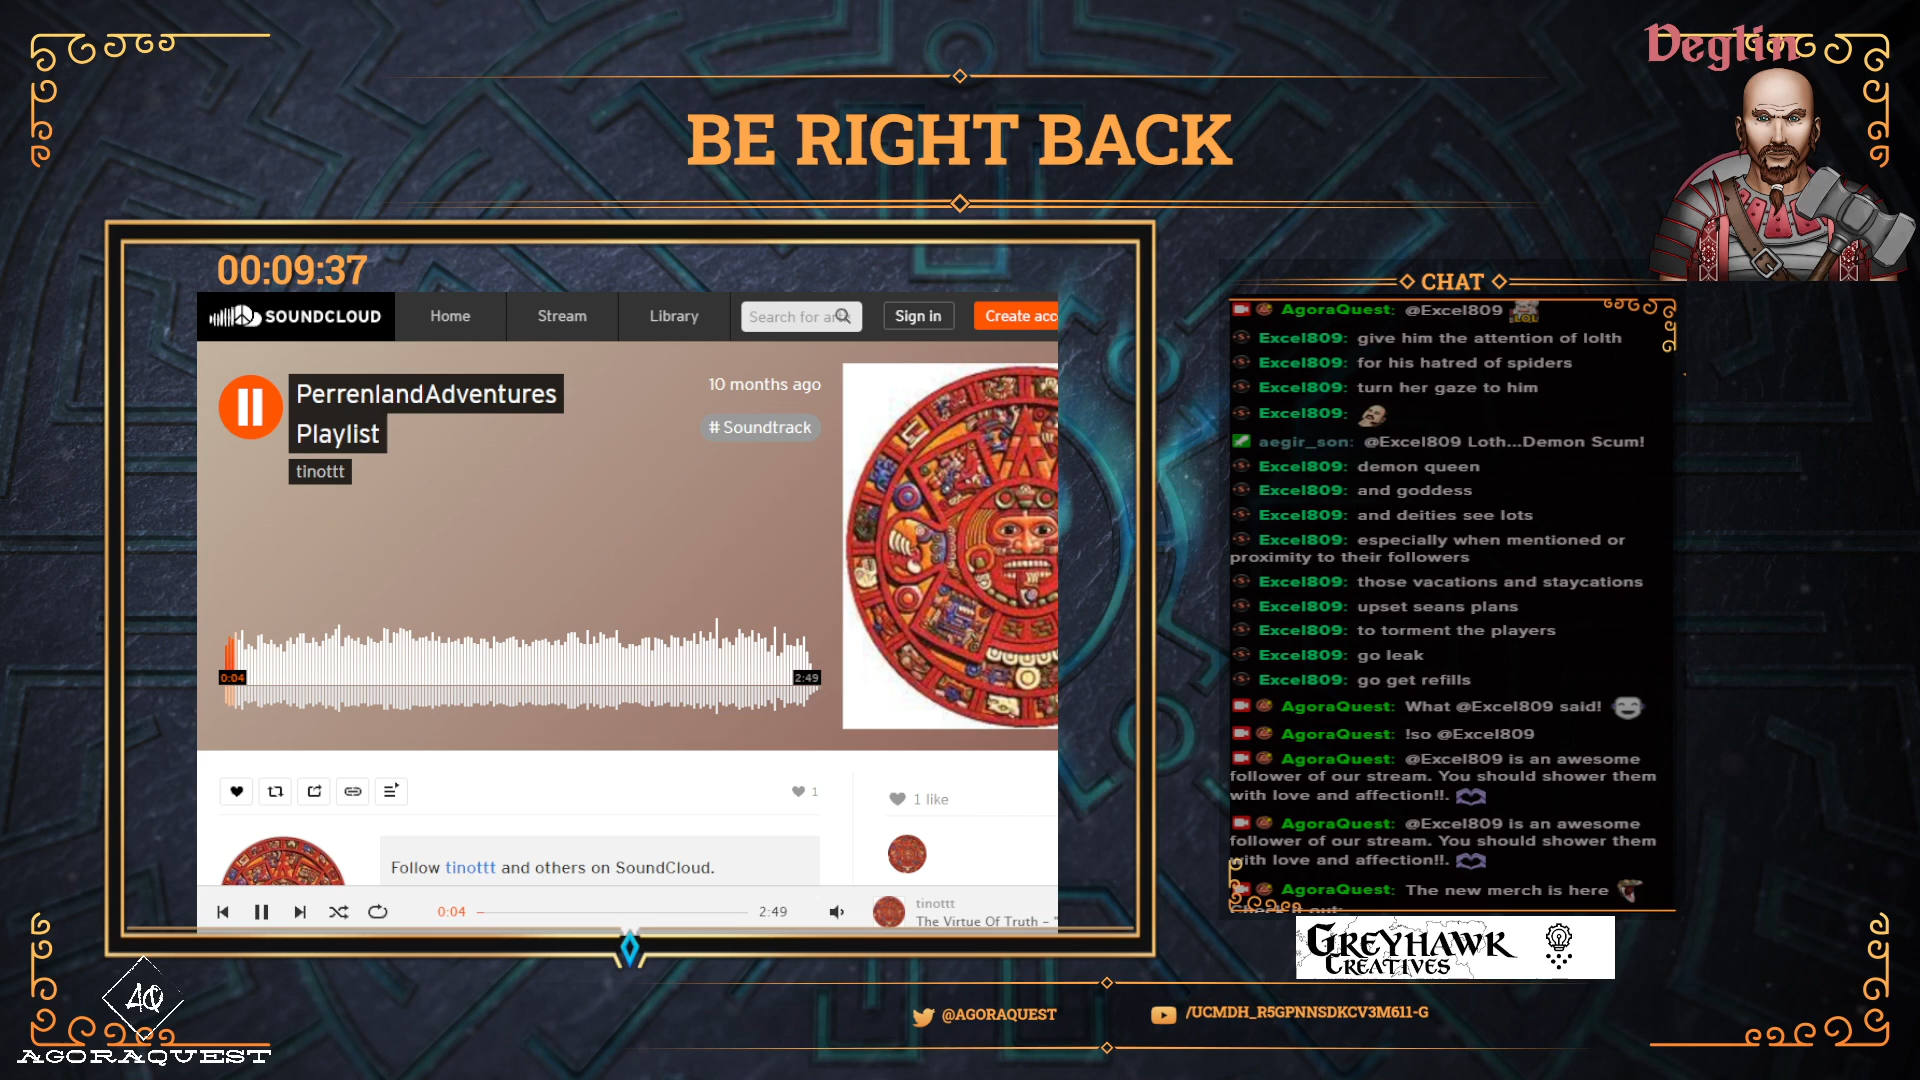 Deglin
BE RIGHT BACK
00:09:37
SOUNDCLOUD
Home
Stream
Library
Search for ar
Sign in
Create acc
PerrenlandAdventures
Playlist
tinottt
10 months ago
# Soundtrack
0:04
2:49
1
1 like
Follow tinottt and others on SoundCloud.
0:04
2:49
tinottt
The Virtue Of Truth – "
CHAT
AgoraQuest: @Excel809 LOL
Excel809: give him the attention of lolth
Excel809: for his hatred of spiders
Excel809: turn her gaze to him
Excel809:
aegir_son: @Excel809 Loth...Demon Scum!
Excel809: demon queen
Excel809: and goddess
Excel809: and deities see lots
Excel809: especially when mentioned or
proximity to their followers
Excel809: those vacations and staycations
Excel809: upset seans plans
Excel809: to torment the players
Excel809: go leak
Excel809: go get refills
AgoraQuest: What @Excel809 said!
AgoraQuest: !so @Excel809
AgoraQuest: @Excel809 is an awesome
follower of our stream. You should shower them
with love and affection!!.
AgoraQuest: @Excel809 is an awesome
follower of our stream. You should shower them
with love and affection!!.
AgoraQuest: The new merch is here
Check it out:
GREYHAWK
CREATIVES
@AGORAQUEST
/UCMDH_R5GPNNSDKCV3M611-G
AQ
AGORAQUEST